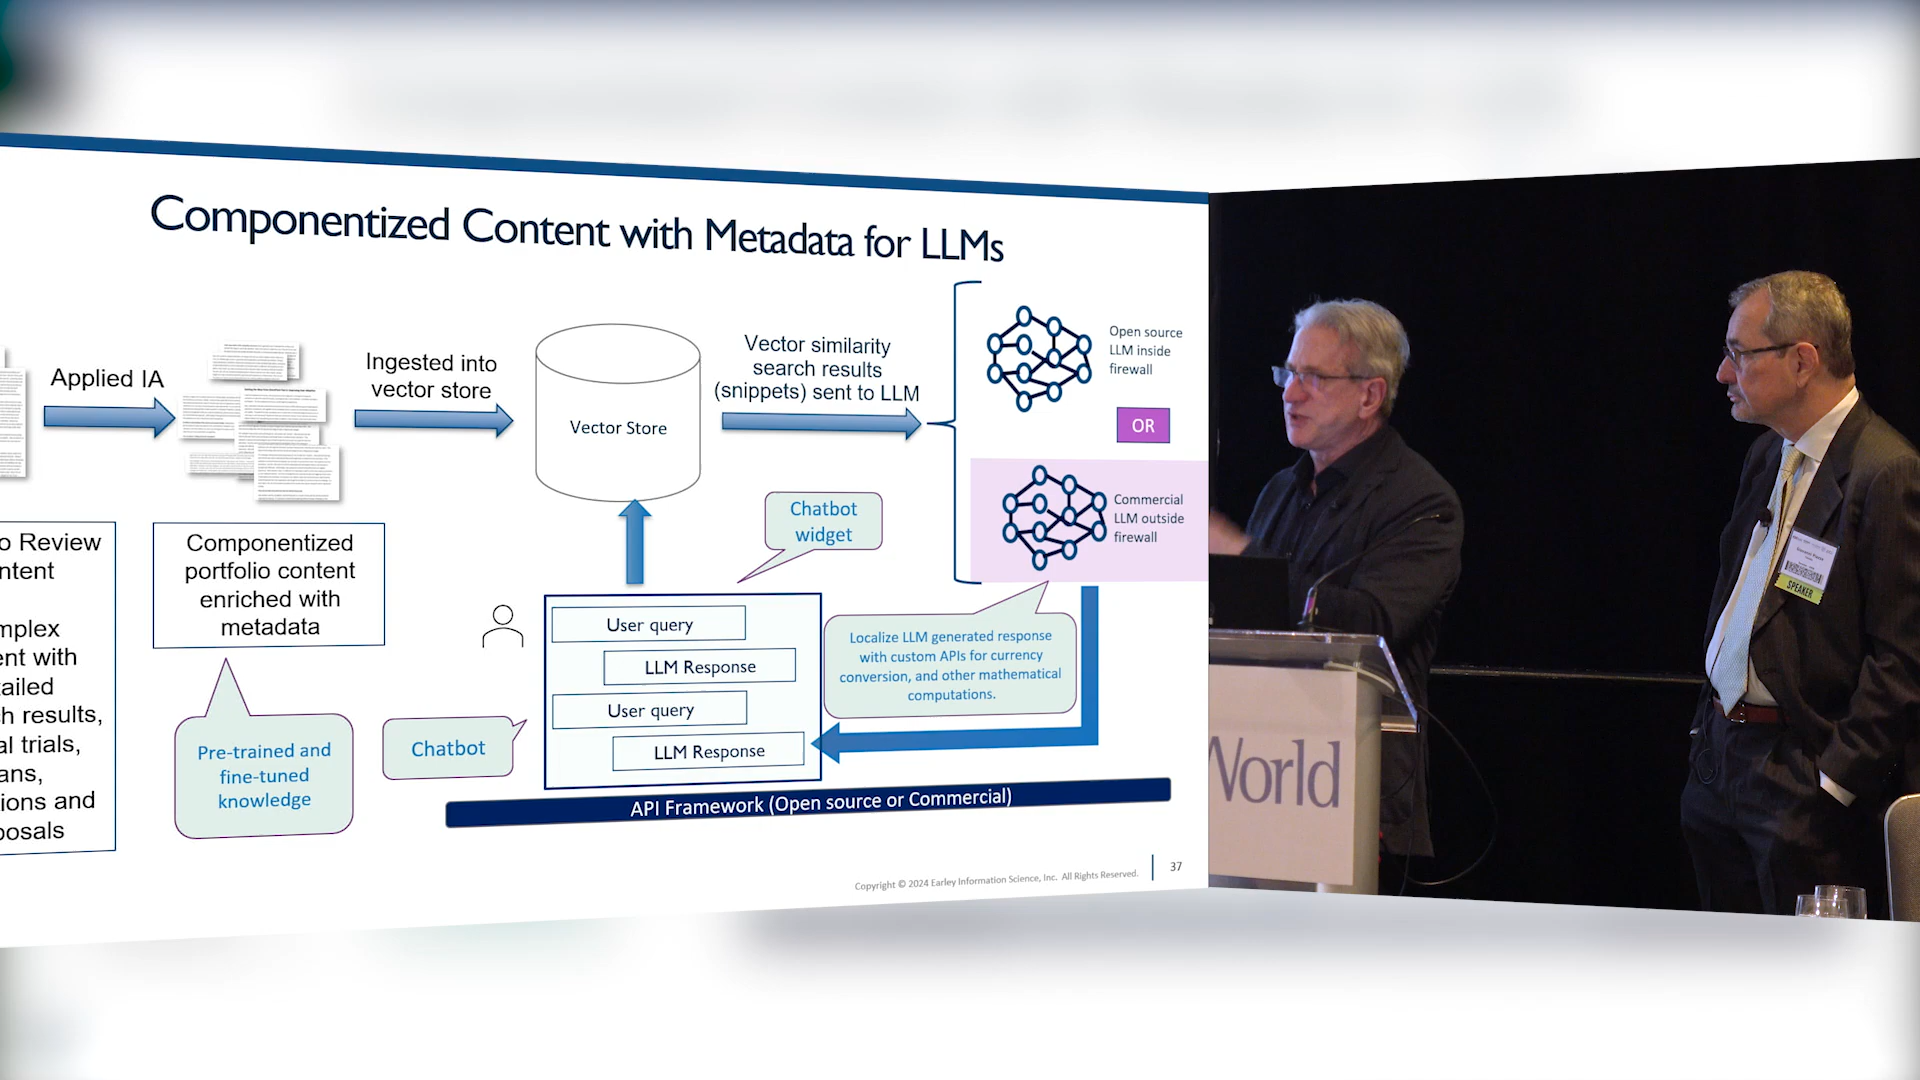 Componentized Content with Metadata for LLMs
Applied IA
Ingested into
vector store
Vector Store
Vector similarity
search results
(snippets) sent to LLM
Open source
LLM inside
firewall
OR
Commercial
LLM outside
firewall
o Review
ntent
mplex
ent with
tailed
h results,
al trials,
ans,
ions and
posals
Componentized
portfolio content
enriched with
metadata
Pre-trained and
fine-tuned
knowledge
Chatbot
widget
Chatbot
User query
LLM Response
User query
LLM Response
Localize LLM generated response
with custom APIs for currency
conversion, and other mathematical
computations.
API Framework (Open source or Commercial)
Copyright © 2024 Earley Information Science, Inc. All Rights Reserved.
37
World
SPEAKER